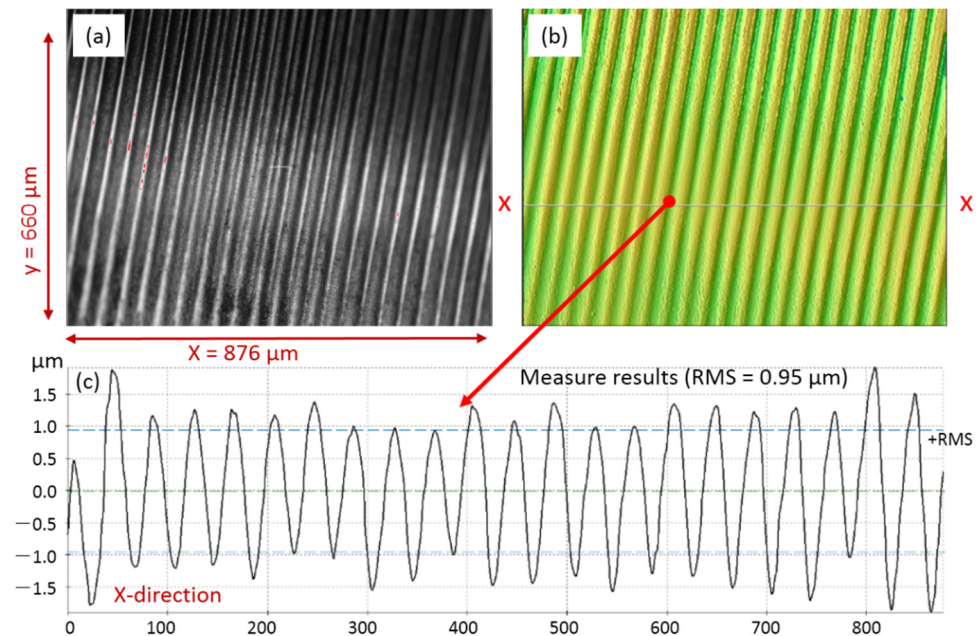 (a)
(b)
y = 660 μm
X
X
X = 876 μm
μm
(c)
Measure results (RMS = 0.95 μm)
1.5
1.0
+RMS
0.5
0.0
−0.5
−1.0
−1.5
X-direction
0 100 200 300 400 500 600 700 800